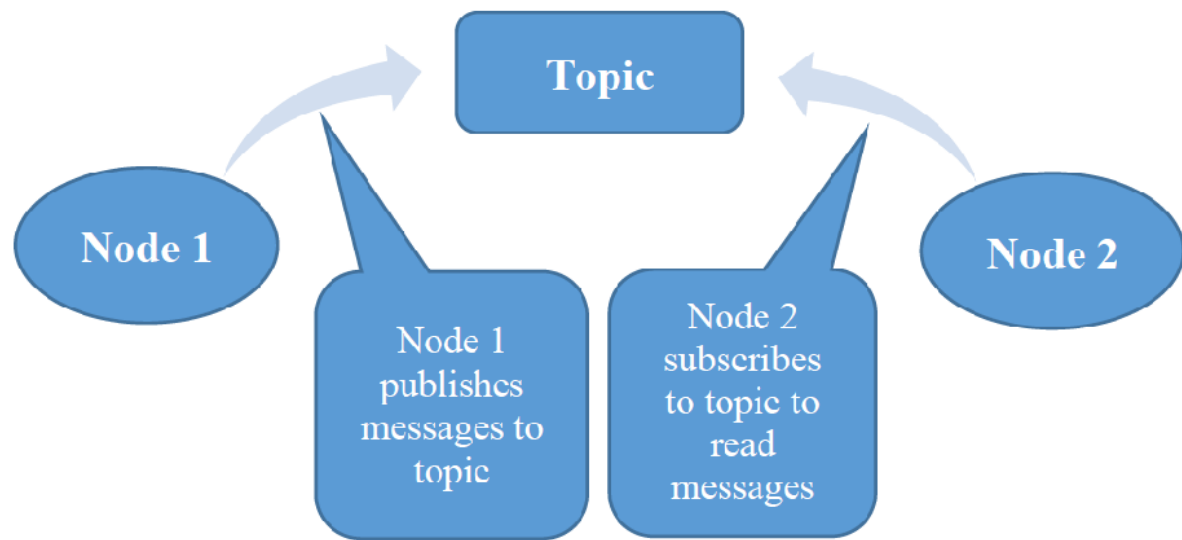 Topic
Node 1
Node 2
Node 1
publishes
messages to
topic
Node 2
subscribes
to topic to
read
messages